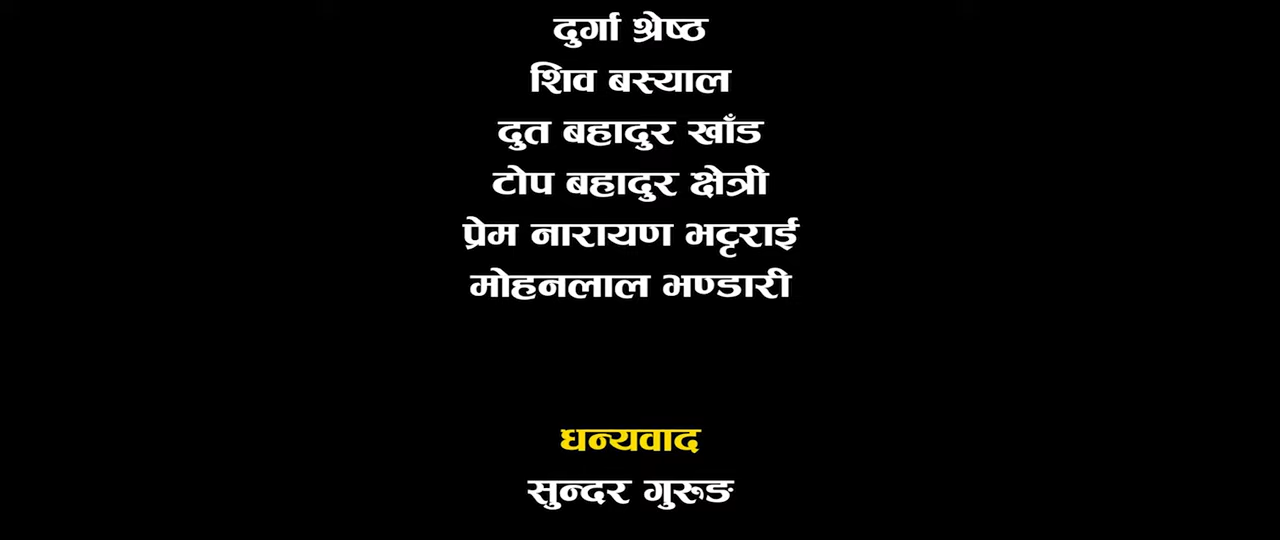 दुर्गा श्रेष्ठ
शिव बस्याल
दुत बहादुर खाँड
टोप बहादुर क्षेत्री
प्रेम नारायण भट्टराई
मोहनलाल भण्डारी
धन्यवाद
सुन्दर गुरुङ